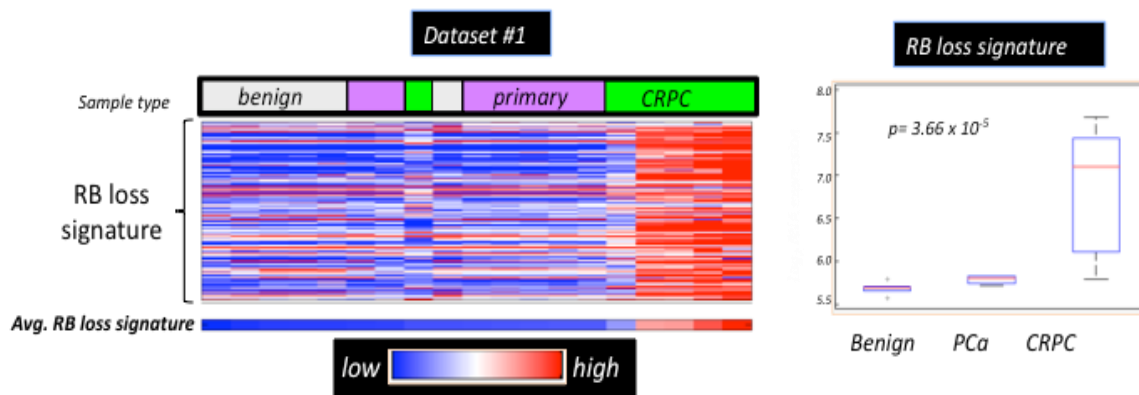 Dataset #1
Sample type
benign
primary
CRPC
RB loss
signature
Avg. RB loss signature
low
high
RB loss signature
8.0
7.5
7.0
6.5
6.0
5.5
p= 3.66 x 10⁻⁵
Benign
PCa
CRPC